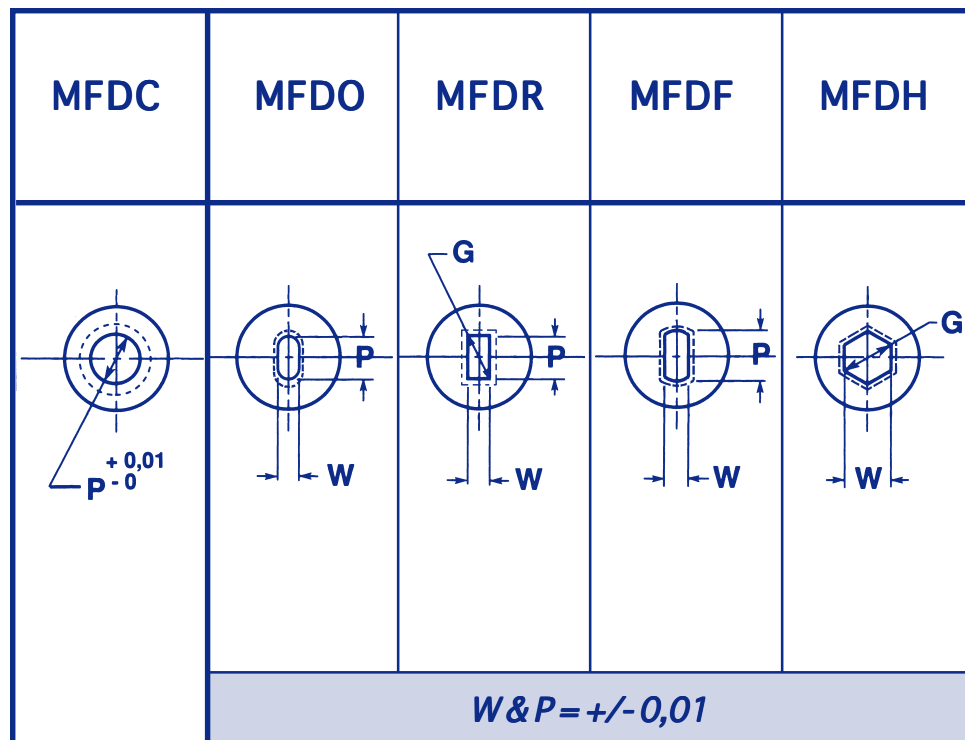 MFDC MFDO MFDR MFDF MFDH
G
G
P P P
+ 0,01
P - 0
W W W W
W & P = +/- 0,01